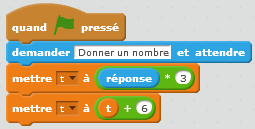 quand pressé
demander Donner un nombre et attendre
mettre t à réponse * 3
mettre t à t + 6